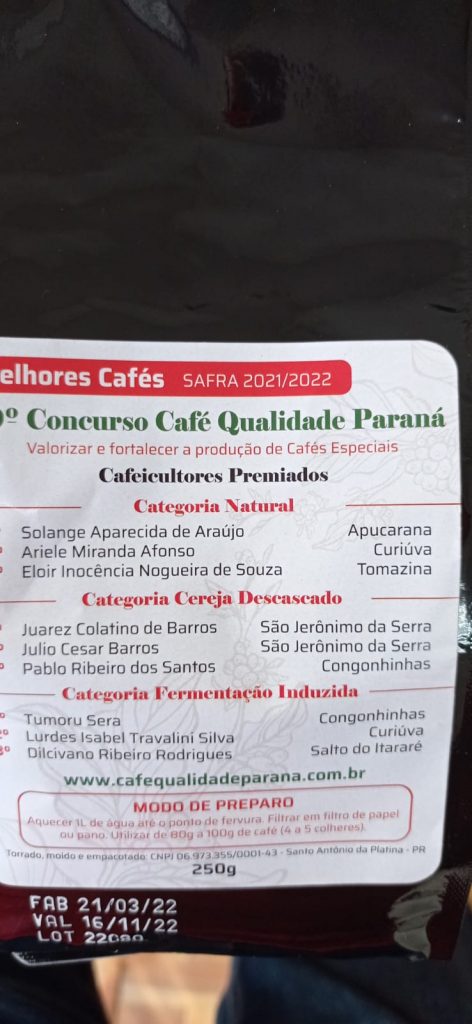 elhores Cafés SAFRA 2021/2022
º Concurso Café Qualidade Paraná
Valorizar e fortalecer a produção de Cafés Especiais
Cafeicultores Premiados
Categoria Natural
Solange Aparecida de Araújo Apucarana
Ariele Miranda Afonso Curiúva
Eloir Inocência Nogueira de Souza Tomazina
Categoria Cereja Descascado
Juarez Colatino de Barros São Jerônimo da Serra
Julio Cesar Barros São Jerônimo da Serra
Pablo Ribeiro dos Santos Congonhinhas
Categoria Fermentação Induzida
º Tumoru Sera Congonhinhas
2º Lurdes Isabel Travalini Silva Curiúva
3º Dilcivano Ribeiro Rodrigues Salto do Itararé
www.cafequalidadeparana.com.br
MODO DE PREPARO
Aquecer 1L de água até o ponto de fervura. Filtrar em filtro de papel
ou pano. Utilizar de 80g a 100g de café (4 a 5 colheres).
Torrado, moído e empacotado: CNPJ 06.973.355/0001-43 - Santo Antônio da Platina - PR
250g
FAB 21/03/22
VAL 16/11/22
LOT